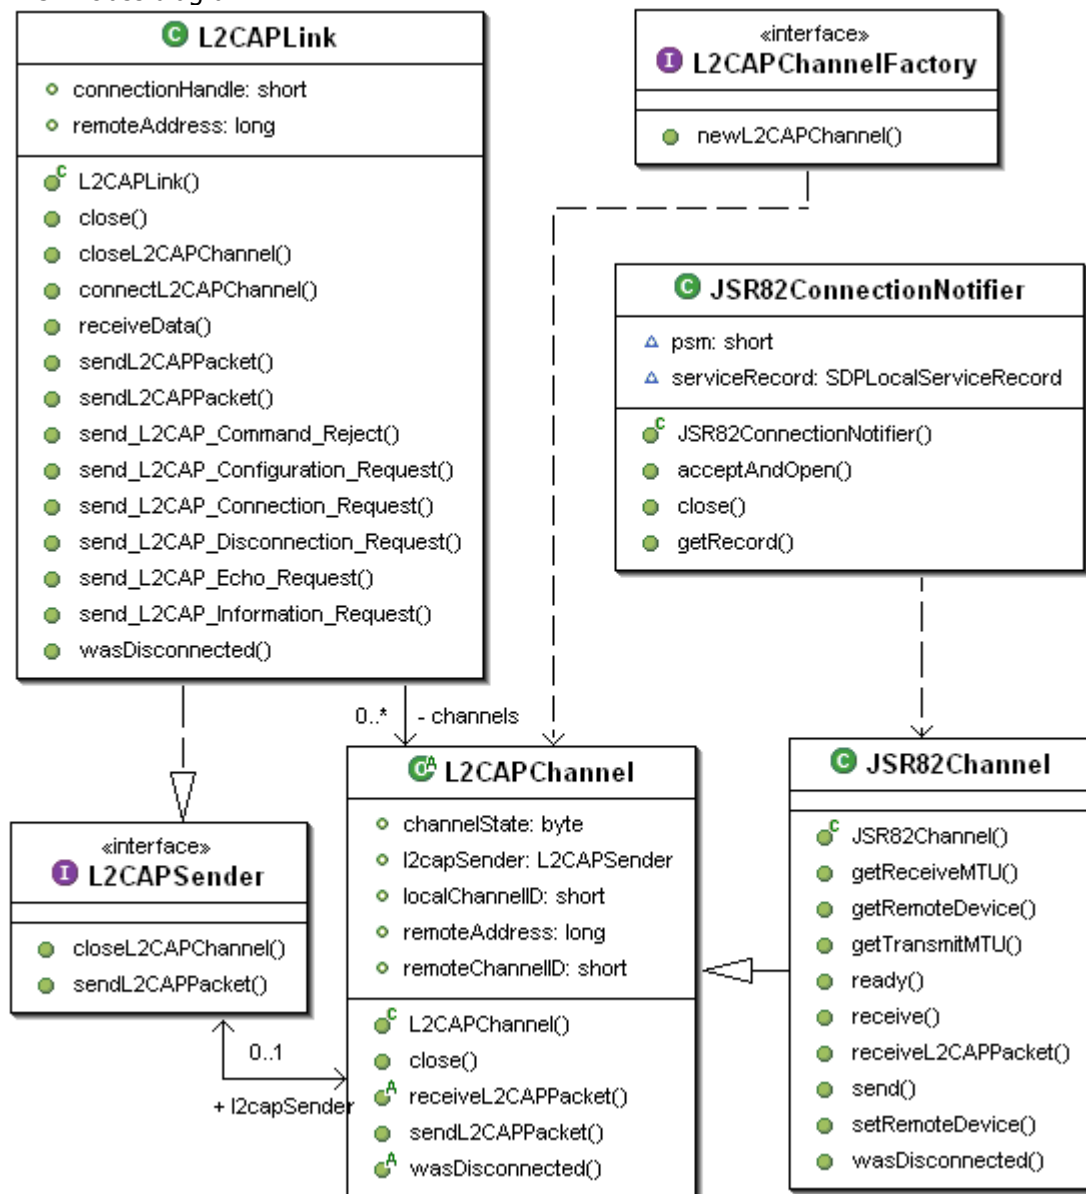 L2CAPLink
connectionHandle: short
remoteAddress: long
L2CAPLink()
close()
closeL2CAPChannel()
connectL2CAPChannel()
receiveData()
sendL2CAPPacket()
sendL2CAPPacket()
send_L2CAP_Command_Reject()
send_L2CAP_Configuration_Request()
send_L2CAP_Connection_Request()
send_L2CAP_Disconnection_Request()
send_L2CAP_Echo_Request()
send_L2CAP_Information_Request()
wasDisconnected()
«interface»
L2CAPChannelFactory
newL2CAPChannel()
JSR82ConnectionNotifier
psm: short
serviceRecord: SDPLocalServiceRecord
JSR82ConnectionNotifier()
acceptAndOpen()
close()
getRecord()
0..* - channels
«interface»
L2CAPSender
closeL2CAPChannel()
sendL2CAPPacket()
0..1
+ l2capSender
L2CAPChannel
channelState: byte
l2capSender: L2CAPSender
localChannelID: short
remoteAddress: long
remoteChannelID: short
L2CAPChannel()
close()
receiveL2CAPPacket()
sendL2CAPPacket()
wasDisconnected()
JSR82Channel
JSR82Channel()
getReceiveMTU()
getRemoteDevice()
getTransmitMTU()
ready()
receive()
receiveL2CAPPacket()
send()
setRemoteDevice()
wasDisconnected()